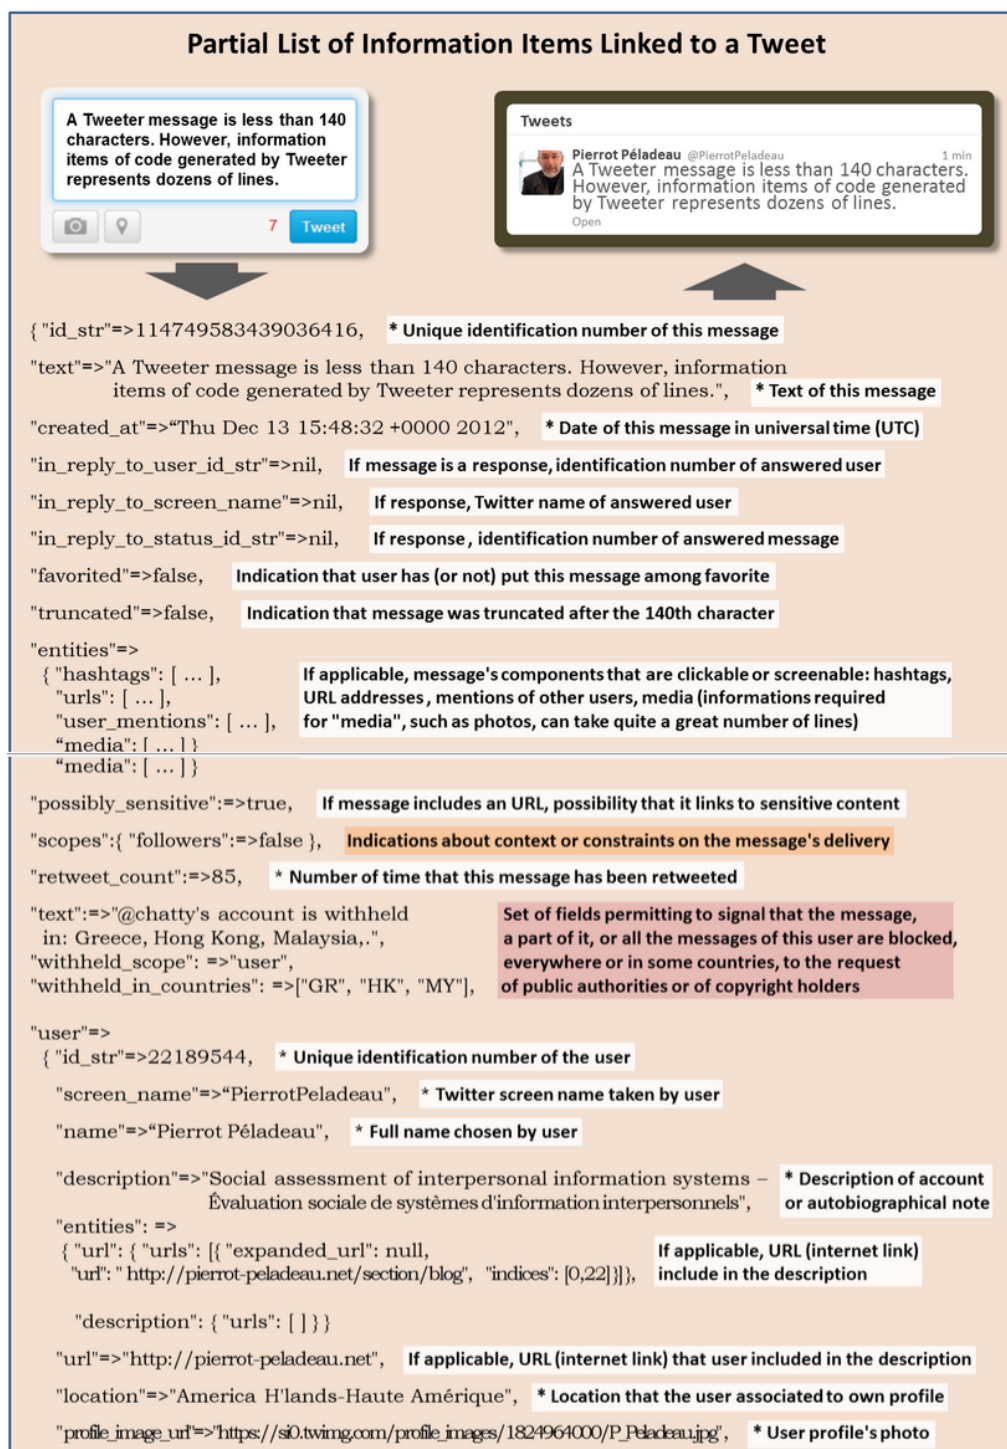 Partial List of Information Items Linked to a Tweet
A Tweeter message is less than 140
characters. However, information
items of code generated by Tweeter
represents dozens of lines.
7 Tweet
Tweets
Pierrot Péladeau @PierrotPeladeau 1 min
A Tweeter message is less than 140 characters.
However, information items of code generated
by Tweeter represents dozens of lines.
Open
{ "id_str"=>114749583439036416, * Unique identification number of this message
"text"=>"A Tweeter message is less than 140 characters. However, information
items of code generated by Tweeter represents dozens of lines.", * Text of this message
"created_at"=>“Thu Dec 13 15:48:32 +0000 2012", * Date of this message in universal time (UTC)
"in_reply_to_user_id_str"=>nil, If message is a response, identification number of answered user
"in_reply_to_screen_name"=>nil, If response, Twitter name of answered user
"in_reply_to_status_id_str"=>nil, If response , identification number of answered message
"favorited"=>false, Indication that user has (or not) put this message among favorite
"truncated"=>false, Indication that message was truncated after the 140th character
"entities"=>
{ "hashtags": [ ... ], If applicable, message's components that are clickable or screenable: hashtags,
"urls": [ ... ], URL addresses , mentions of other users, media (informations required
"user_mentions": [ ... ], for "media", such as photos, can take quite a great number of lines)
“media": [ ... ] }
“media": [ ... ] }
"possibly_sensitive":=>true, If message includes an URL, possibility that it links to sensitive content
"scopes":{ "followers":=>false }, Indications about context or constraints on the message's delivery
"retweet_count":=>85, * Number of time that this message has been retweeted
"text":=>"@chatty's account is withheld Set of fields permitting to signal that the message,
in: Greece, Hong Kong, Malaysia,.", a part of it, or all the messages of this user are blocked,
"withheld_scope": =>"user", everywhere or in some countries, to the request
"withheld_in_countries": =>["GR", "HK", "MY"], of public authorities or of copyright holders
"user"=>
{ "id_str"=>22189544, * Unique identification number of the user
"screen_name"=>“PierrotPeladeau", * Twitter screen name taken by user
"name"=>“Pierrot Péladeau", * Full name chosen by user
"description"=>"Social assessment of interpersonal information systems – * Description of account
Évaluation sociale de systèmes d'information interpersonnels", or autobiographical note
"entities": =>
{ "url": { "urls": [{ "expanded_url": null, If applicable, URL (internet link)
"url": " http://pierrot-peladeau.net/section/blog", "indices": [0,22]}]}, include in the description
"description": { "urls": [ ] } }
"url"=>"http://pierrot-peladeau.net", If applicable, URL (internet link) that user included in the description
"location"=>"America H'lands-Haute Amérique", * Location that the user associated to own profile
"profile_image_url"=>"https://si0.twimg.com/profile_images/1824964000/P_Peladeau.jpg", * User profile's photo